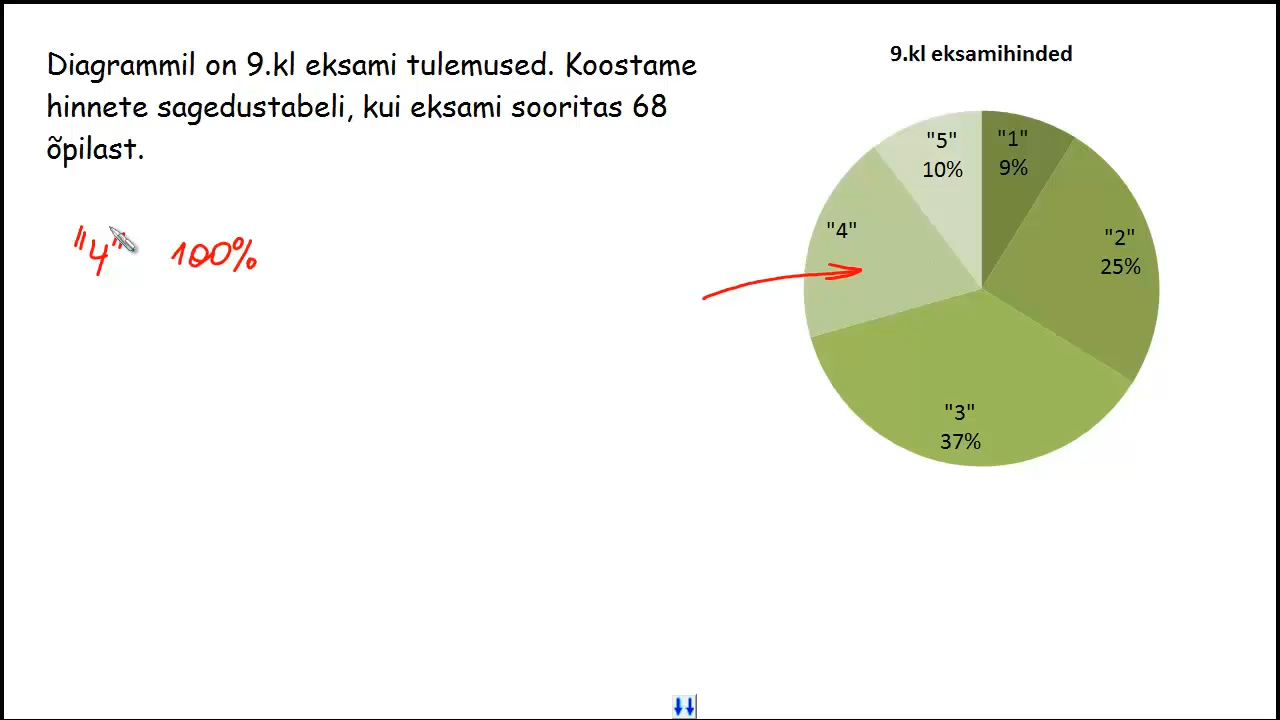 Diagrammil on 9.kl eksami tulemused. Koostame
hinnete sagedustabeli, kui eksami sooritas 68
õpilast.
"4" 100%
9.kl eksamihinded
"5"
10%
"1"
9%
"4"
"2"
25%
"3"
37%